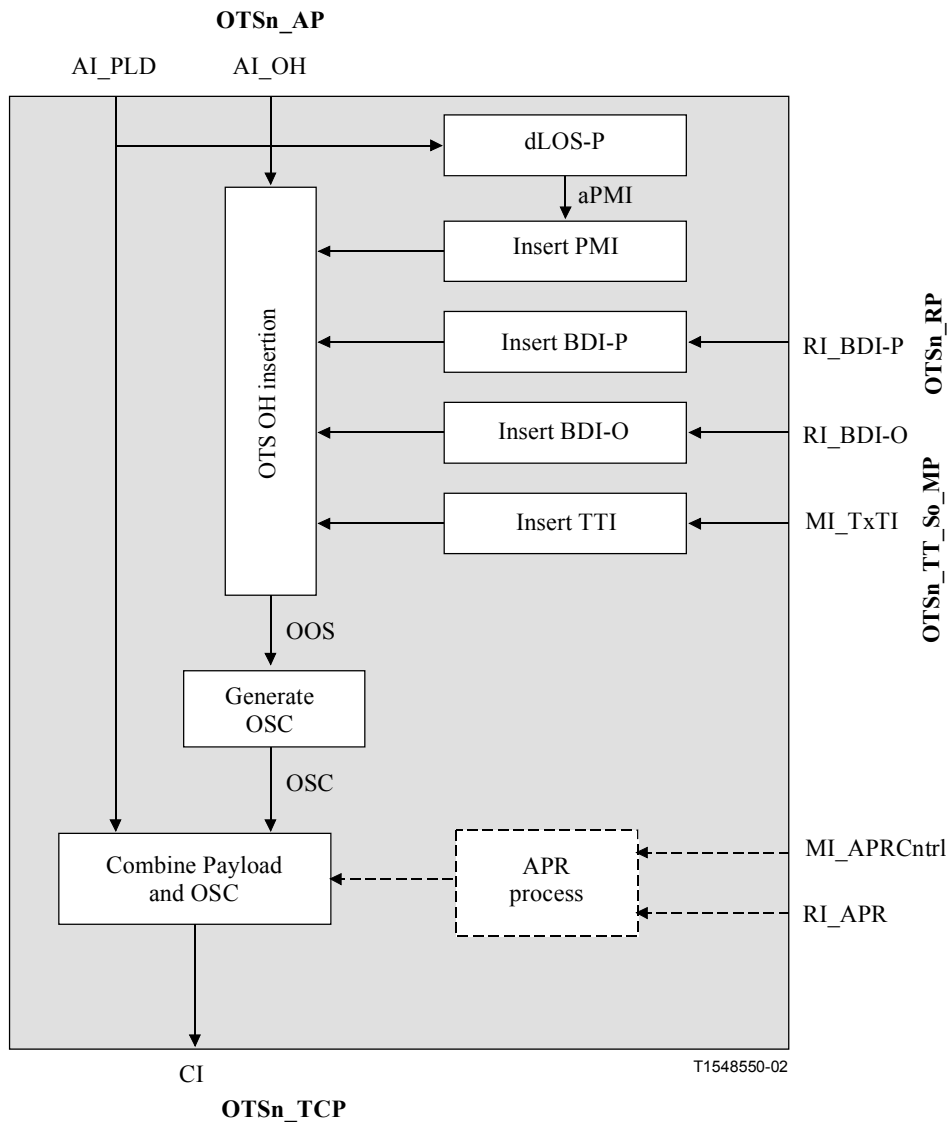 OTSn_AP
AI_PLD
AI_OH
dLOS-P
aPMI
Insert PMI
Insert BDI-P
RI_BDI-P
OTSn_RP
OTS OH insertion
Insert BDI-O
RI_BDI-O
Insert TTI
MI_TxTI
OTSn_TT_So_MP
OOS
Generate
OSC
OSC
Combine Payload
and OSC
APR
process
MI_APRCntrl
RI_APR
T1548550-02
CI
OTSn_TCP